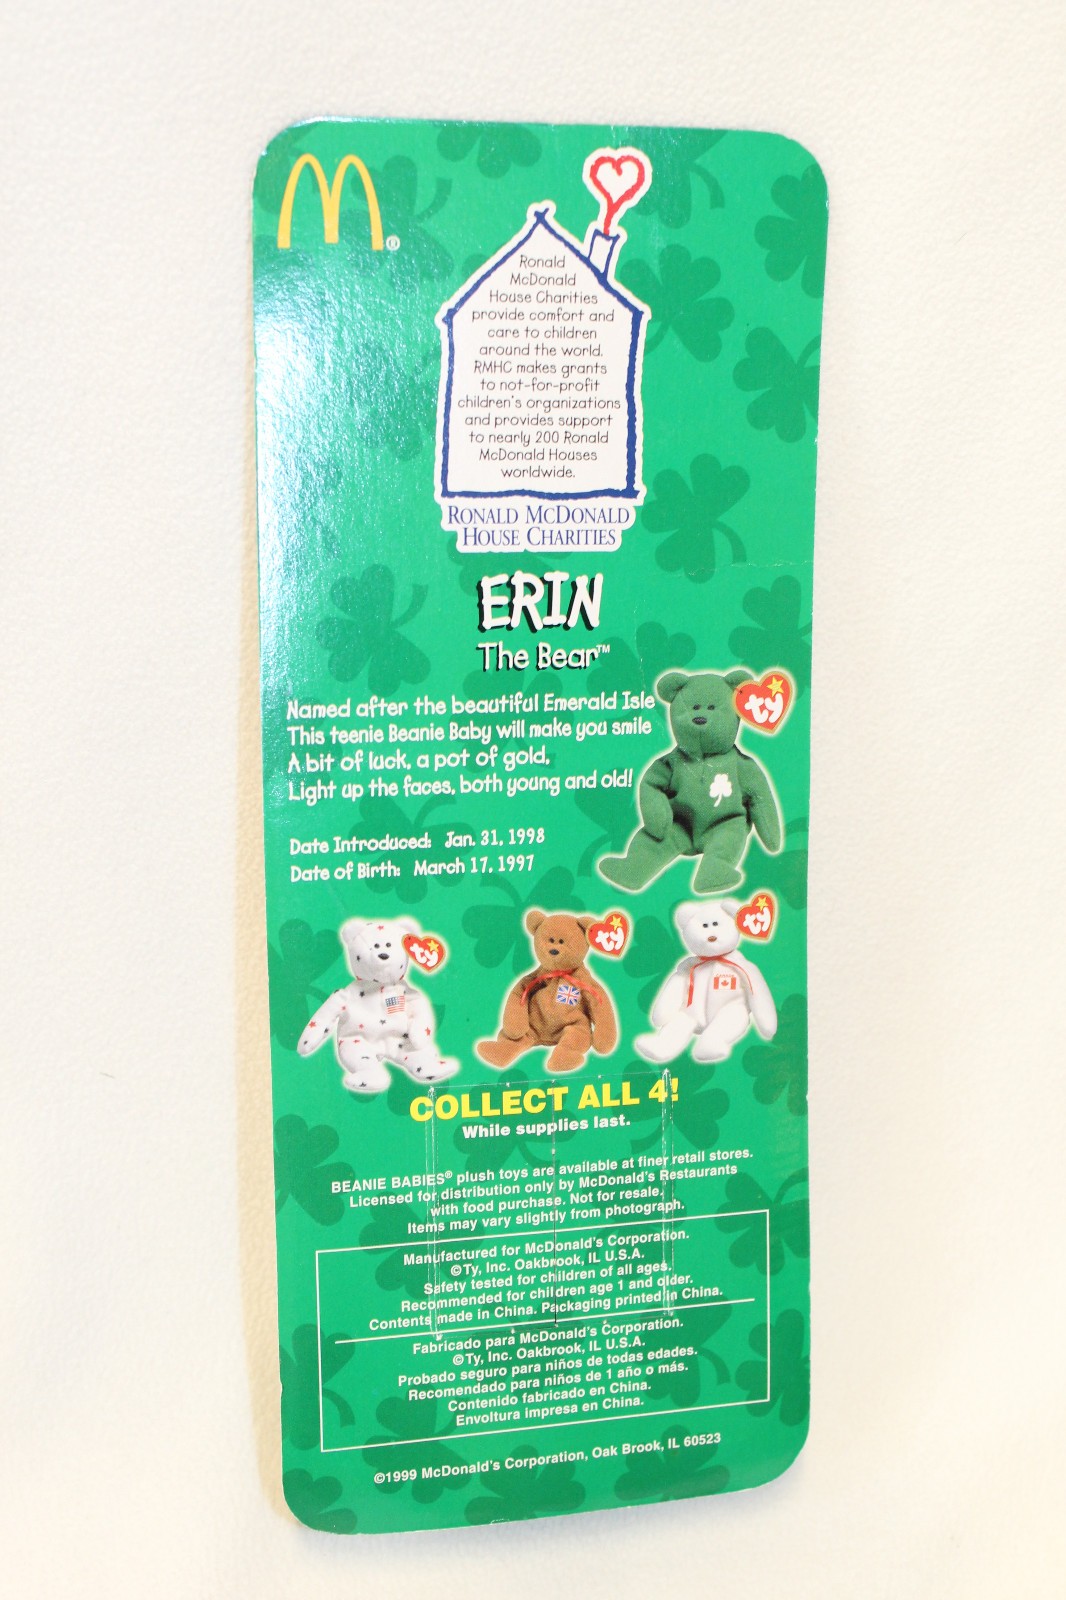 M®
Ronald
McDonald
House Charities
provide comfort and
care to children
around the world.
RMHC makes grants
to not-for-profit
children's organizations
and provides support
to nearly 200 Ronald
McDonald Houses
worldwide.
RONALD MCDONALD
HOUSE CHARITIES
ERIN
The Bear™
Named after the beautiful Emerald Isle
This teenie Beanie Baby will make you smile
A bit of luck, a pot of gold,
Light up the faces, both young and old!
ty
Date Introduced: Jan. 31, 1998
Date of Birth: March 17, 1997
ty
ty
ty
COLLECT ALL 4!
While supplies last.
BEANIE BABIES® plush toys are available at finer retail stores.
Licensed for distribution only by McDonald's Restaurants
with food purchase. Not for resale.
Items may vary slightly from photograph.
Manufactured for McDonald's Corporation.
©Ty, Inc. Oakbrook, IL U.S.A.
Safety tested for children of all ages.
Recommended for children age 1 and older.
Contents made in China. Packaging printed in China.
Fabricado para McDonald's Corporation.
©Ty, Inc. Oakbrook, IL U.S.A.
Probado seguro para niños de todas edades.
Recomendado para niños de 1 año o más.
Contenido fabricado en China.
Envoltura impresa en China.
©1999 McDonald's Corporation, Oak Brook, IL 60523